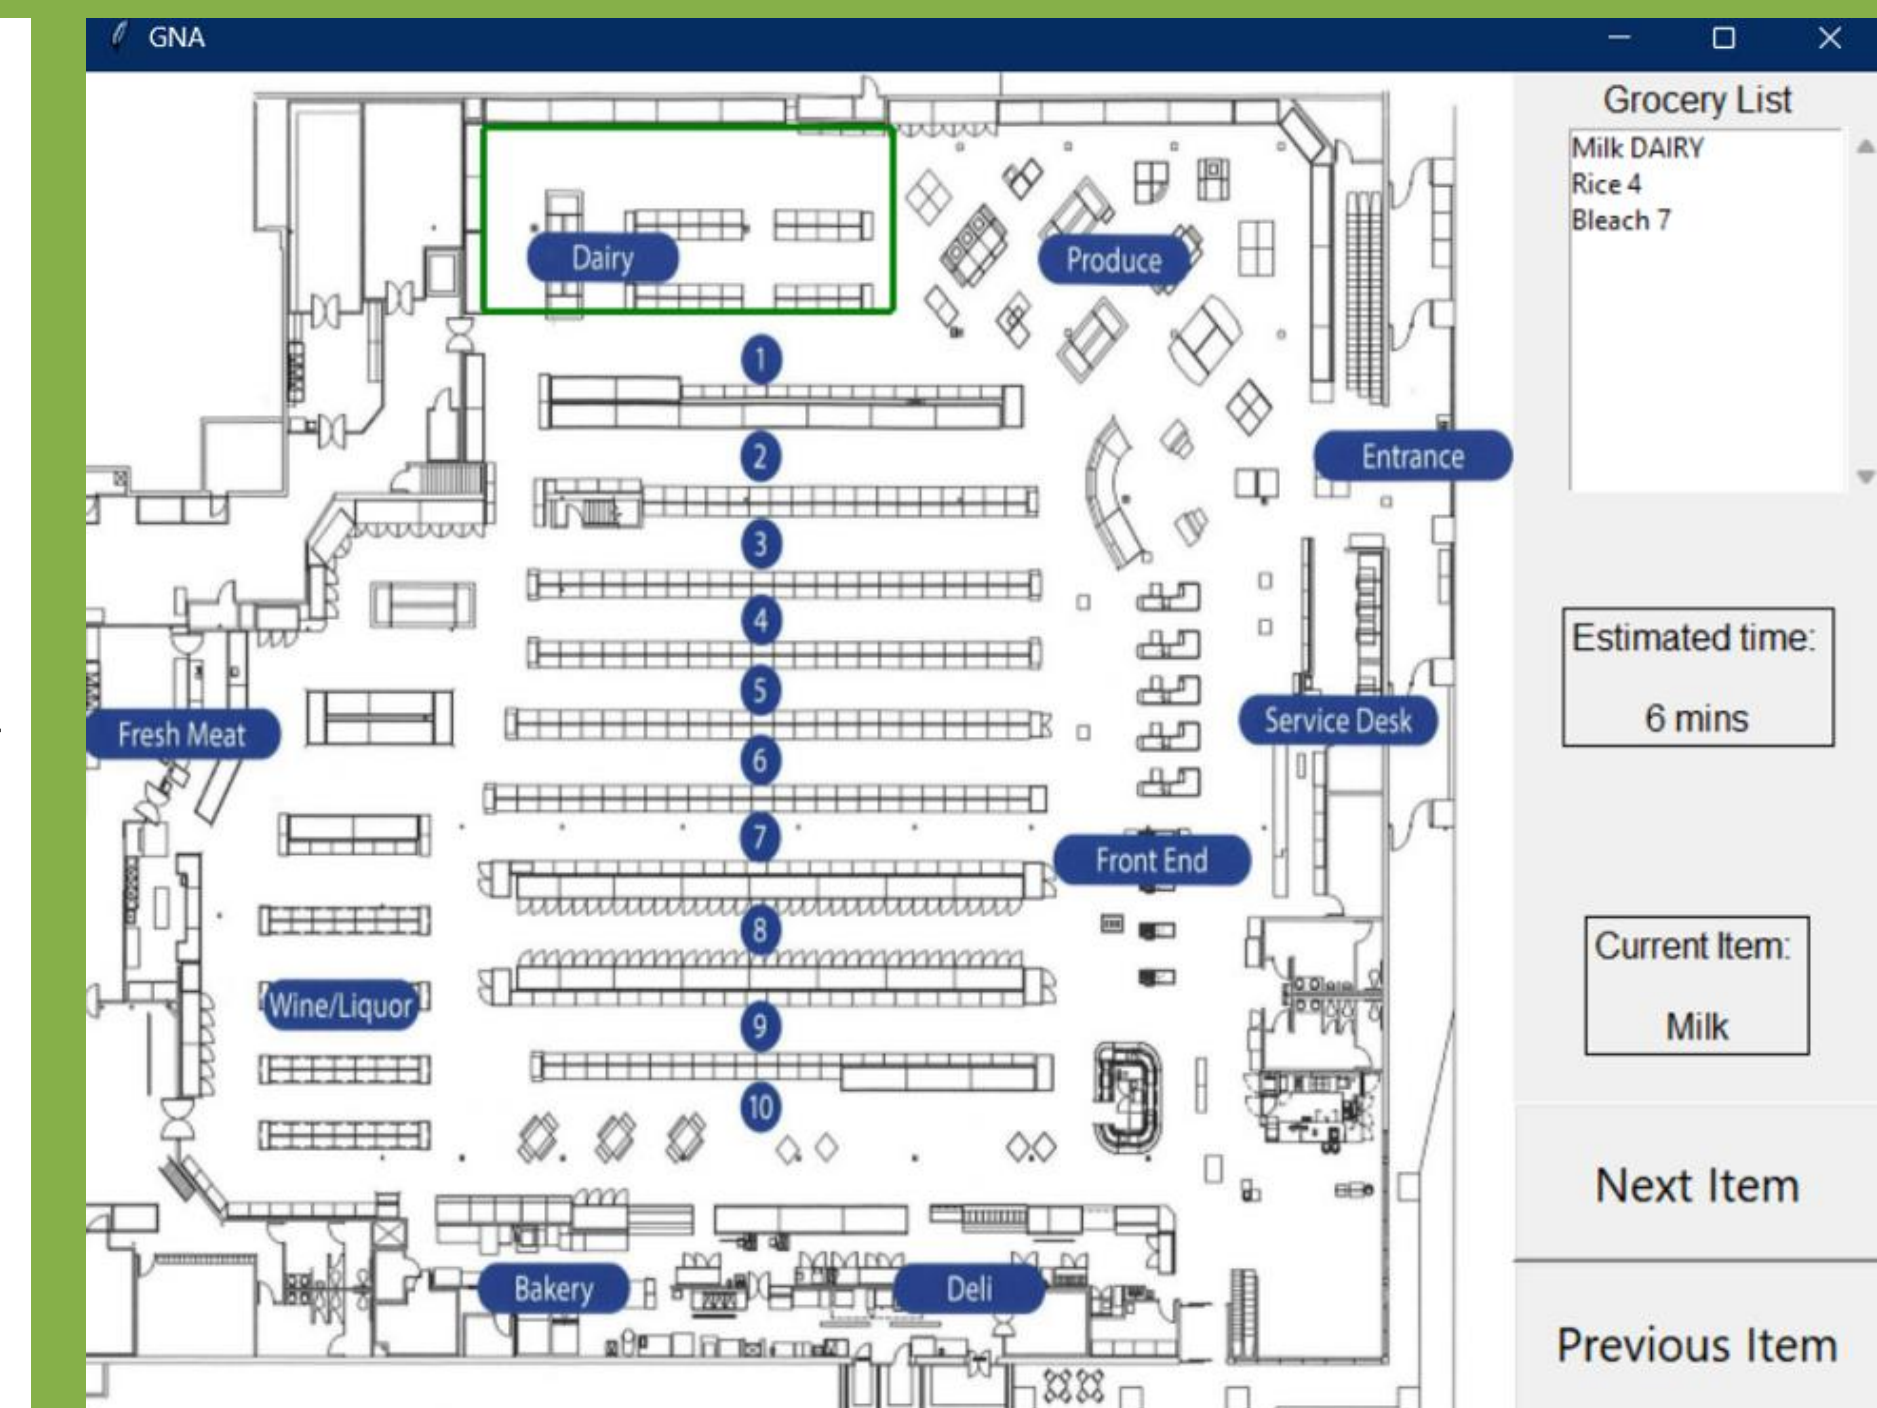 GNA
Grocery List
Milk DAIRY
Rice 4
Bleach 7
Dairy
Produce
1
2
Entrance
3
4
5
Fresh Meat
Service Desk
6
7
Front End
8
Wine/Liquor
9
10
Bakery
Deli
Estimated time:
6 mins
Current Item:
Milk
Next Item
Previous Item